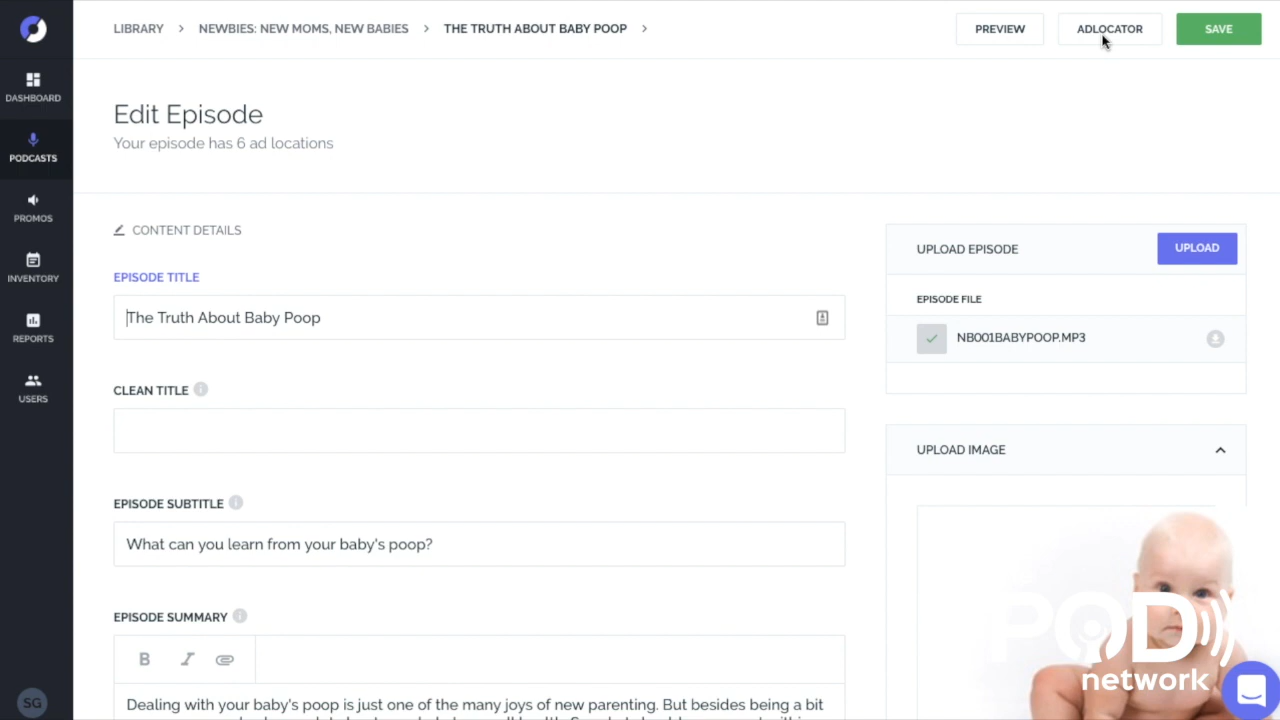 LIBRARY > NEWBIES: NEW MOMS, NEW BABIES > THE TRUTH ABOUT BABY POOP >
PREVIEW
ADLOCATOR
SAVE
DASHBOARD
PODCASTS
PROMOS
INVENTORY
REPORTS
USERS
SG
Edit Episode
Your episode has 6 ad locations
CONTENT DETAILS
EPISODE TITLE
The Truth About Baby Poop
CLEAN TITLE
EPISODE SUBTITLE
What can you learn from your baby's poop?
EPISODE SUMMARY
B I
Dealing with your baby's poop is just one of the many joys of new parenting. But besides being a bit
UPLOAD EPISODE
UPLOAD
EPISODE FILE
NB001BABYPOOP.MP3
UPLOAD IMAGE
POD
network